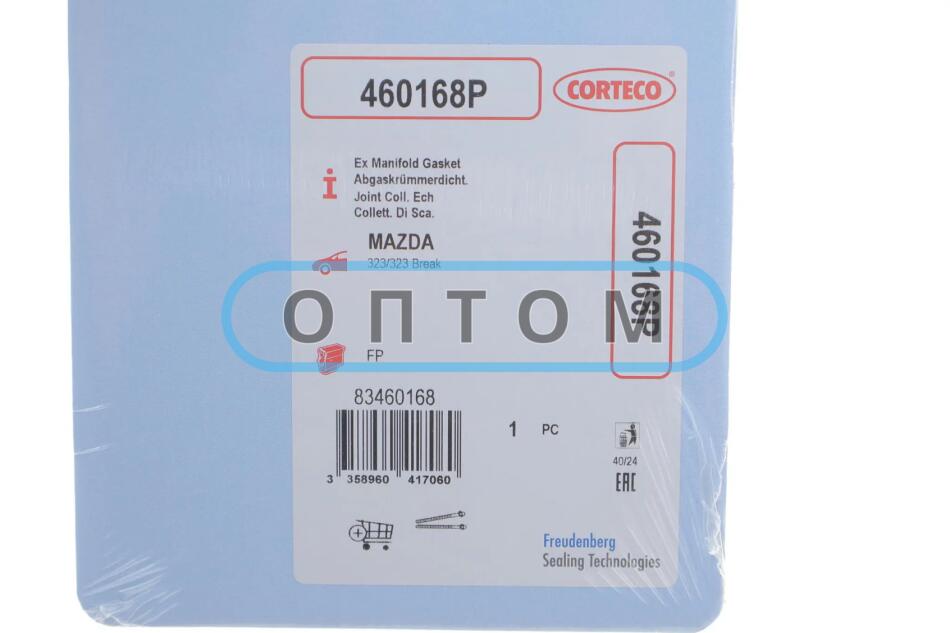 460168P
CORTECO®
Ex Manifold Gasket
Abgaskrümmerdicht.
Joint Coll. Ech
Collett. Di Sca.
MAZDA
323/323 Break
460168P
ОПТОМ
FP
83460168
1 PC
3 358960 417060
40/24
EAC
Freudenberg
Sealing Technologies